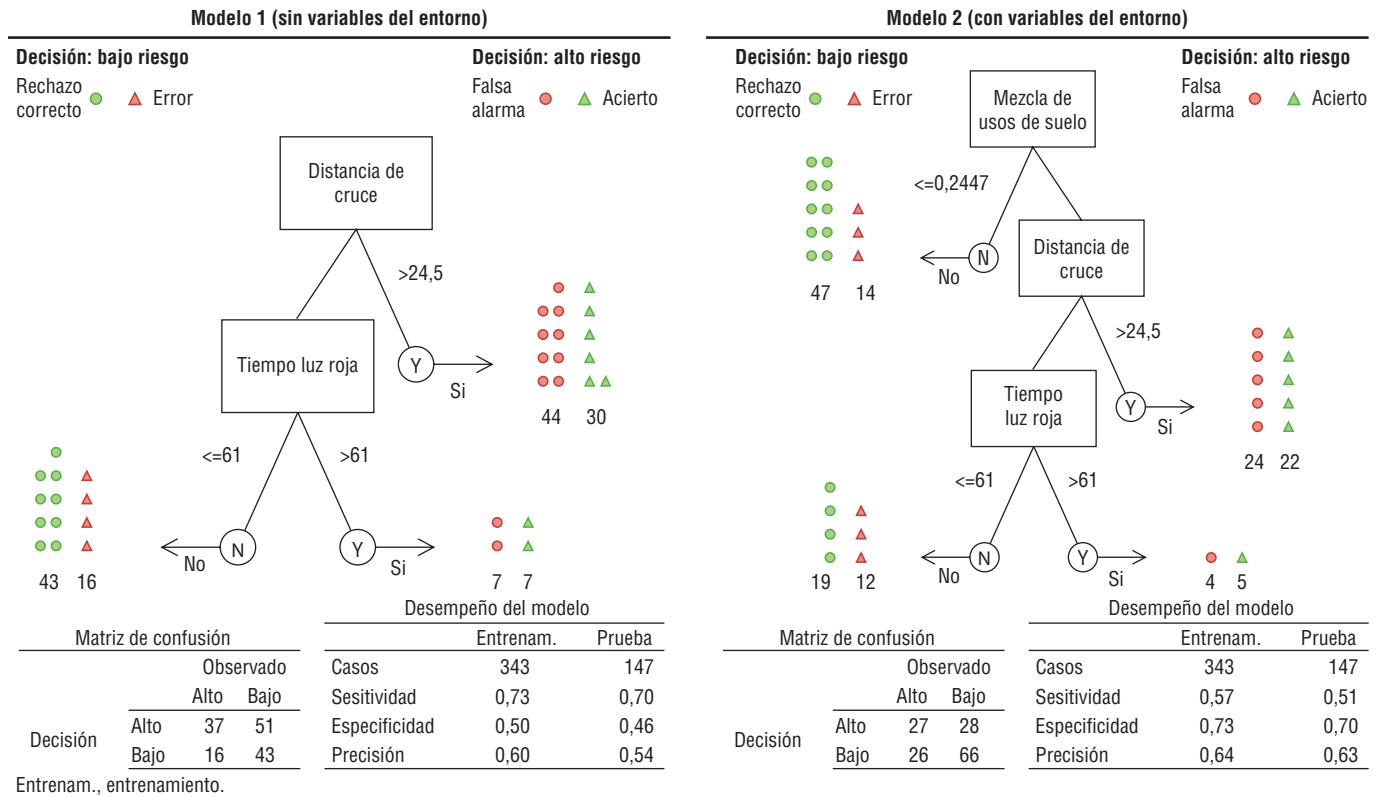 Modelo 1 (sin variables del entorno)
Decisión: bajo riesgo
Rechazo correcto
Error
Decisión: alto riesgo
Falsa alarma
Acierto
Distancia de
cruce
>24,5
Tiempo luz roja
Y
Si
44 30
<=61
>61
N
No
43 16
Y
Si
7 7
Matriz de confusión
Observado
Alto Bajo
Decisión
Alto 37 51
Bajo 16 43
Desempeño del modelo
Entrenam. Prueba
Casos 343 147
Sesitividad 0,73 0,70
Especificidad 0,50 0,46
Precisión 0,60 0,54
Entrenam., entrenamiento.
Modelo 2 (con variables del entorno)
Decisión: bajo riesgo
Rechazo correcto
Error
Decisión: alto riesgo
Falsa alarma
Acierto
Mezcla de
usos de suelo
<=0,2447
N
No
47 14
Distancia de
cruce
>24,5
Y
Si
24 22
Tiempo
luz roja
<=61
>61
N
No
19 12
Y
Si
4 5
Matriz de confusión
Observado
Alto Bajo
Decisión
Alto 27 28
Bajo 26 66
Desempeño del modelo
Entrenam. Prueba
Casos 343 147
Sesitividad 0,57 0,51
Especificidad 0,73 0,70
Precisión 0,64 0,63